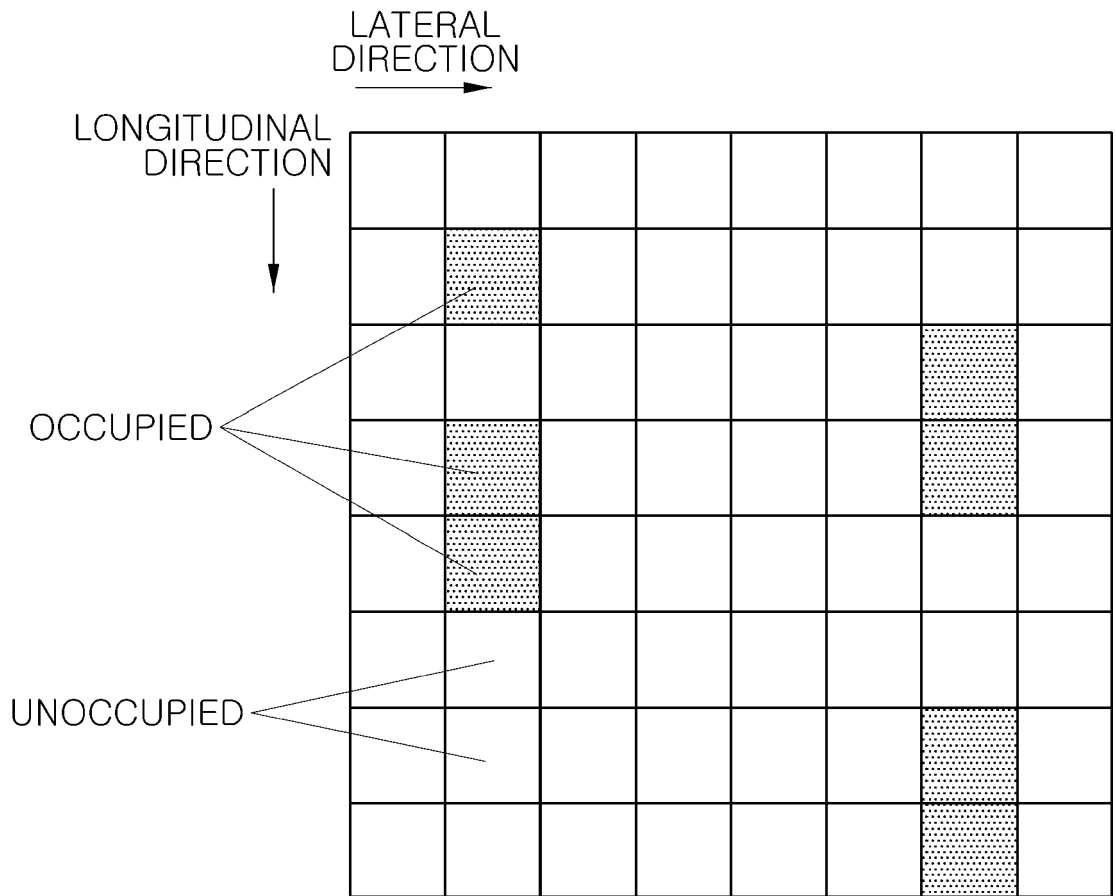 LATERAL
DIRECTION
LONGITUDINAL
DIRECTION
OCCUPIED
UNOCCUPIED